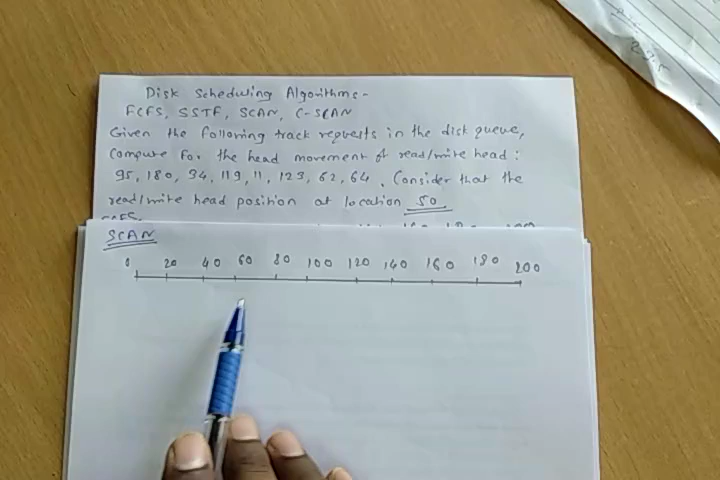 Disk Scheduling Algorithms-
FCFS, SSTF, SCAN, C-SCAN
Given the following track requests in the disk queue,
Compute for the head movement of read/write head:
95, 180, 34, 119, 11, 123, 62, 64. Consider that the
read/write head position at location 50
FCFS
SCAN
0 20 40 60 80 100 120 140 160 180 200